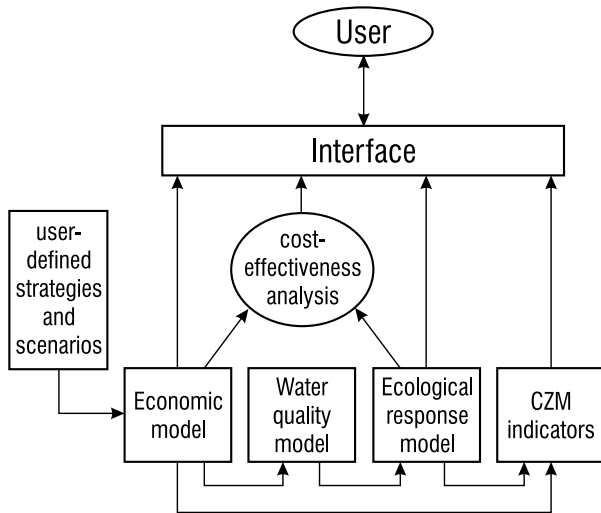 User
Interface
user-
defined
strategies
and
scenarios
cost-
effectiveness
analysis
Economic
model
Water
quality
model
Ecological
response
model
CZM
indicators